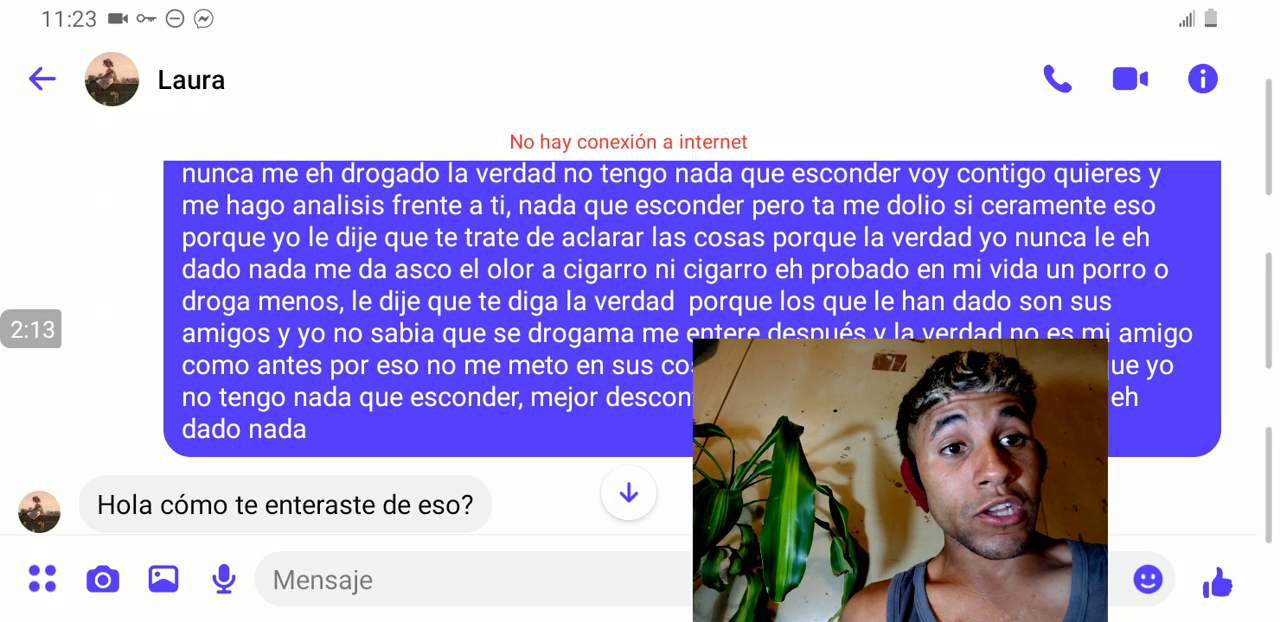 11:23
Laura
No hay conexión a internet
nunca me eh drogado la verdad no tengo nada que esconder voy contigo quieres y
me hago analisis frente a ti, nada que esconder pero ta me dolio si ceramente eso
porque yo le dije que te trate de aclarar las cosas porque la verdad yo nunca le eh
dado nada me da asco el olor a cigarro ni cigarro eh probado en mi vida un porro o
droga menos, le dije que te diga la verdad porque los que le han dado son sus
2:13
amigos y yo no sabia que se drogama me entere después y la verdad no es mi amigo
como antes por eso no me meto en sus yo
no tengo nada que esconder, mejor eh
dado nada
Hola cómo te enteraste de eso?
Mensaje